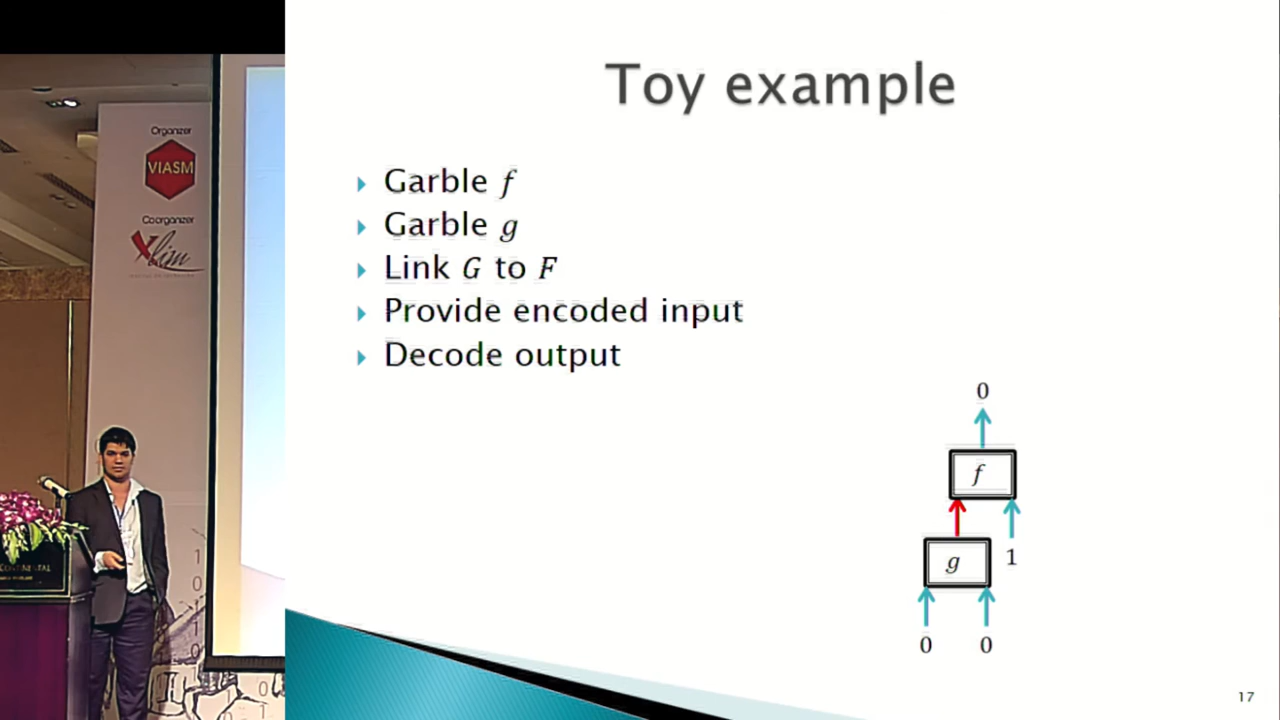 Toy example
Garble f
Garble g
Link G to F
Provide encoded input
Decode output
0
f
g
1
0 0
17
Organizer
VIASM
Coorganizer
Xlim